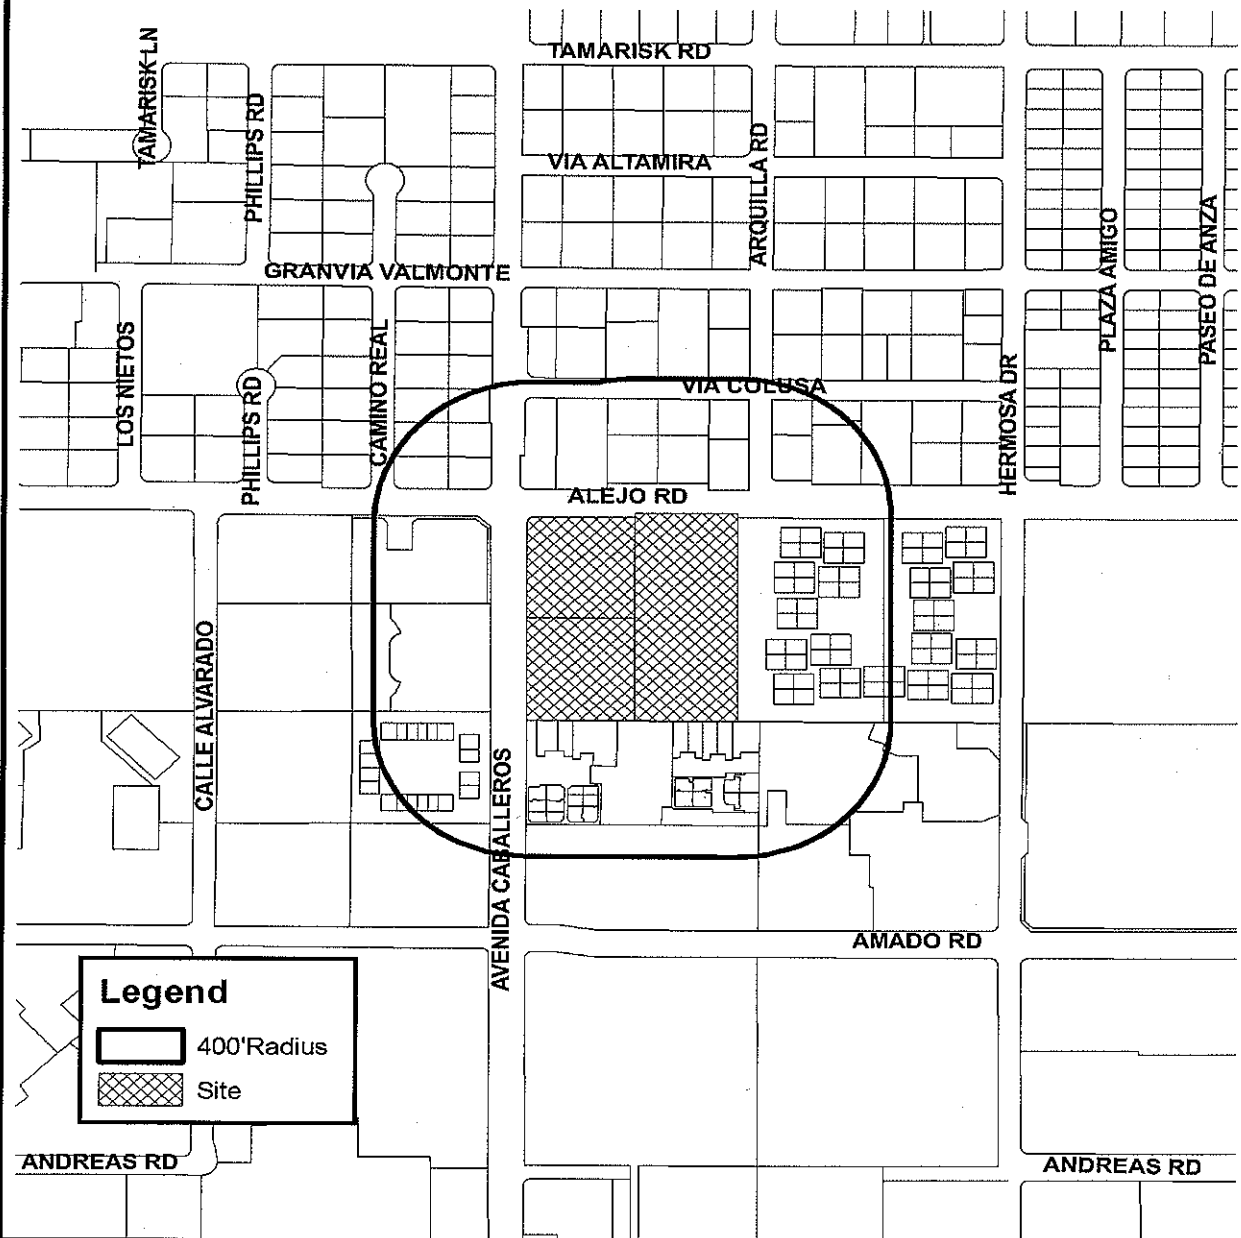 TAMARISK RD
TAMARISK LN
PHILLIPS RD
VIA ALTAMIRA
ARQUILLA RD
GRANVIA VALMONTE
PLAZA AMIGO
PASEO DE ANZA
LOS NIETOS
PHILLIPS RD
CAMINO REAL
VIA COLUSA
HERMOSA DR
ALEJO RD
CALLE ALVARADO
AVENIDA CABALLEROS
AMADO RD
Legend
400'Radius
Site
ANDREAS RD
ANDREAS RD